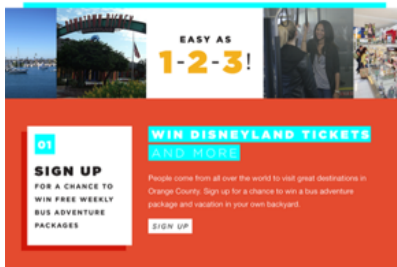 DOWNTOWN DISNEY
EASY AS
1-2-3!
01
SIGN UP
FOR A CHANCE TO
WIN FREE WEEKLY
BUS ADVENTURE
PACKAGES
WIN DISNEYLAND TICKETS
AND MORE
People come from all over the world to visit great destinations in
Orange County. Sign up for a chance to win a bus adventure
package and vacation in your own backyard.
SIGN UP